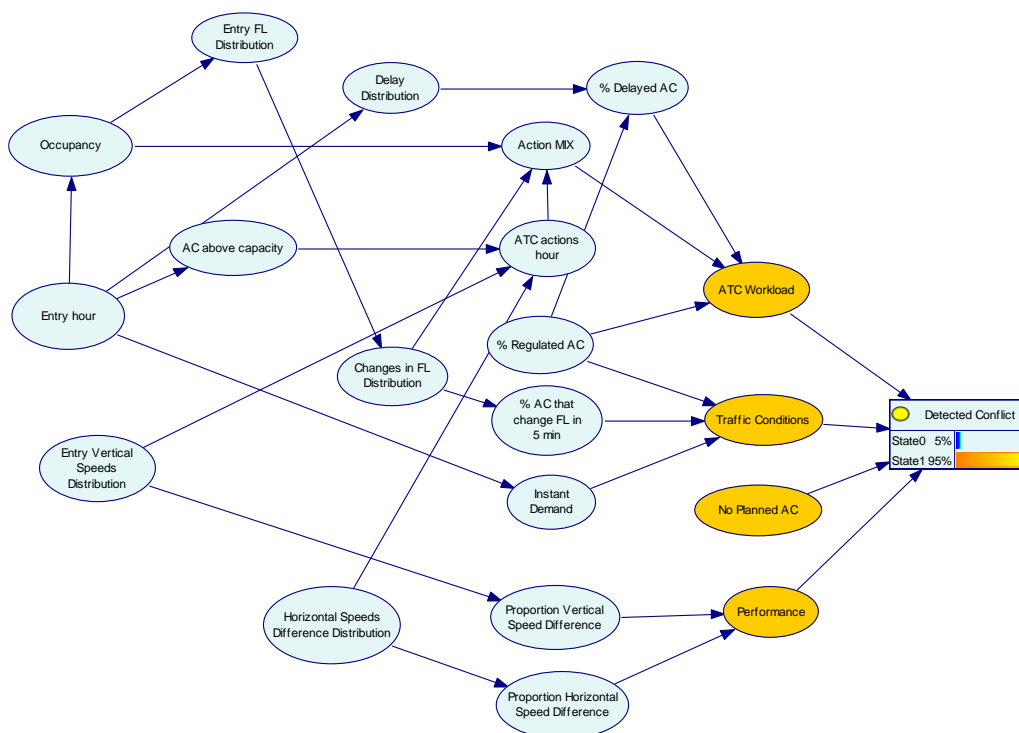 Entry FL
Distribution
Delay
Distribution
% Delayed AC
Occupancy
Action MIX
AC above capacity
ATC actions
hour
ATC Workload
Entry hour
% Regulated AC
Changes in FL
Distribution
% AC that
change FL in
5 min
Traffic Conditions
Detected Conflict
State0 5%
State1 95%
Entry Vertical
Speeds
Distribution
Instant
Demand
No Planned AC
Horizontal Speeds
Difference Distribution
Proportion Vertical
Speed Difference
Performance
Proportion Horizontal
Speed Difference